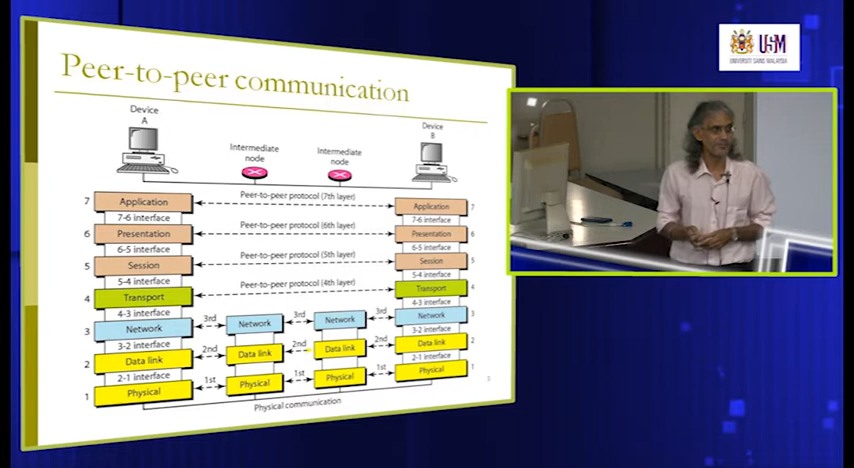 Peer-to-peer communication
USM
UNIVERSITI SAINS MALAYSIA
Device
A
Device
B
Intermediate
node
Intermediate
node
7 Application Peer-to-peer protocol (7th layer) Application 7
7-6 interface 7-6 interface
6 Presentation Peer-to-peer protocol (6th layer) Presentation 6
6-5 interface 6-5 interface
5 Session Peer-to-peer protocol (5th layer) Session 5
5-4 interface 5-4 interface
4 Transport Peer-to-peer protocol (4th layer) Transport 4
4-3 interface 4-3 interface
3 Network 3rd Network 3rd Network 3rd Network 3
3-2 interface 3-2 interface
2 Data link 2nd Data link 2nd Data link 2nd Data link 2
2-1 interface 2-1 interface
1 Physical 1st Physical 1st Physical 1st Physical 1
Physical communication